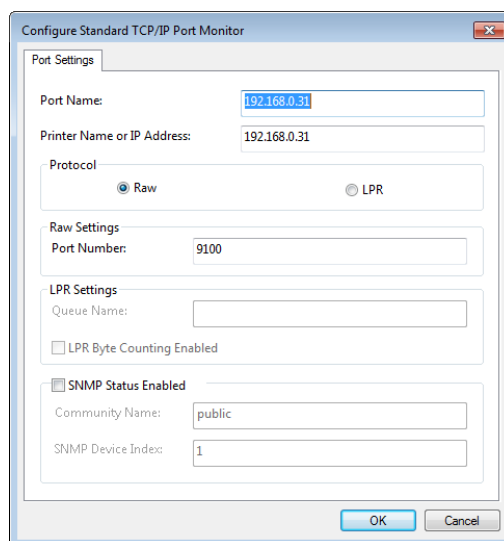 Configure Standard TCP/IP Port Monitor
Port Settings
Port Name: 192.168.0.31
Printer Name or IP Address: 192.168.0.31
Protocol
Raw LPR
Raw Settings
Port Number: 9100
LPR Settings
Queue Name:
LPR Byte Counting Enabled
SNMP Status Enabled
Community Name: public
SNMP Device Index: 1
OK Cancel